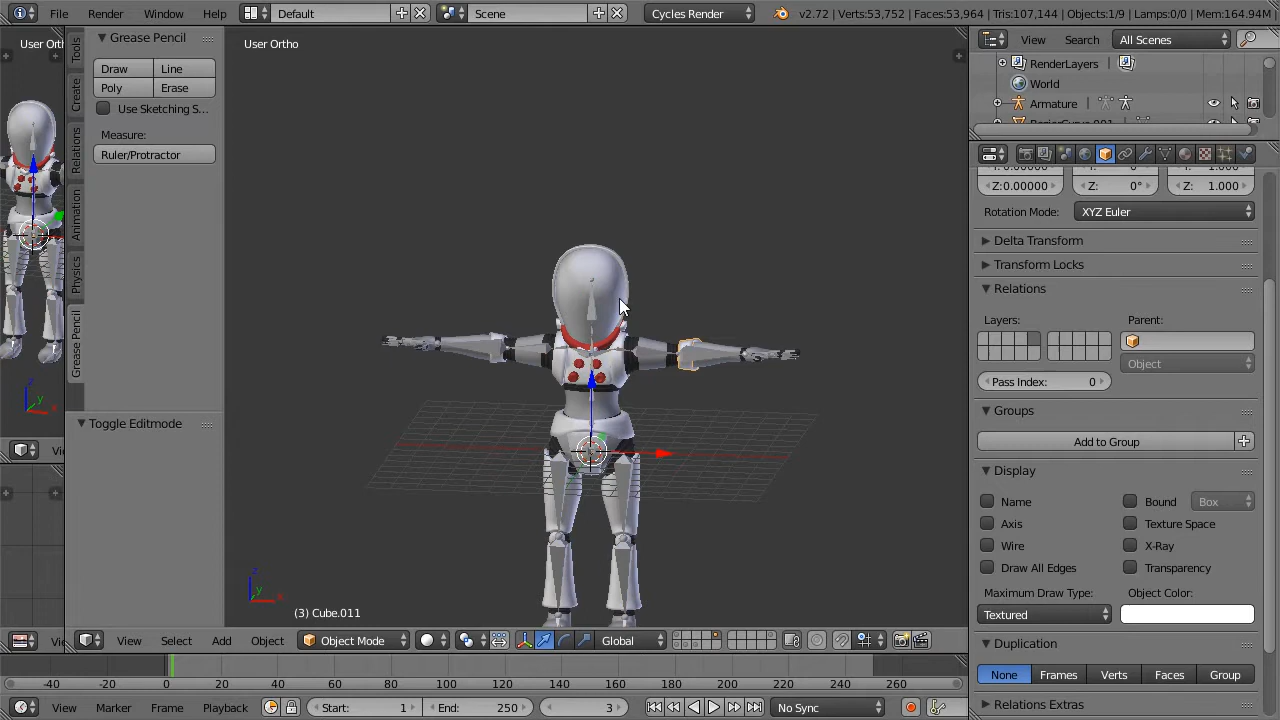 File Render Window Help Default Scene Cycles Render v2.72 | Verts:53,752 | Faces:53,964 | Tris:107,144 | Objects:1/9 | Lamps:0/0 | Mem:164.94M
User Ortho
Grease Pencil
Draw Line
Poly Erase
Use Sketching S...
Measure:
Ruler/Protractor
Toggle Editmode
Tools
Create
Relations
Animation
Physics
Grease Pencil
User Ortho
(3) Cube.011
View Select Add Object Object Mode Global
-40 -20 0 20 40 60 80 100 120 140 160 180 200 220 240 260
View Marker Frame Playback Start: 1 End: 250 3 No Sync
View Search All Scenes
RenderLayers
World
Armature
Z:0.00000 Z: 0° Z: 1.000
Rotation Mode: XYZ Euler
Delta Transform
Transform Locks
Relations
Layers: Parent:
Object
Pass Index: 0
Groups
Add to Group
Display
Name Bound Box
Axis Texture Space
Wire X-Ray
Draw All Edges Transparency
Maximum Draw Type: Object Color:
Textured
Duplication
None Frames Verts Faces Group
Relations Extras